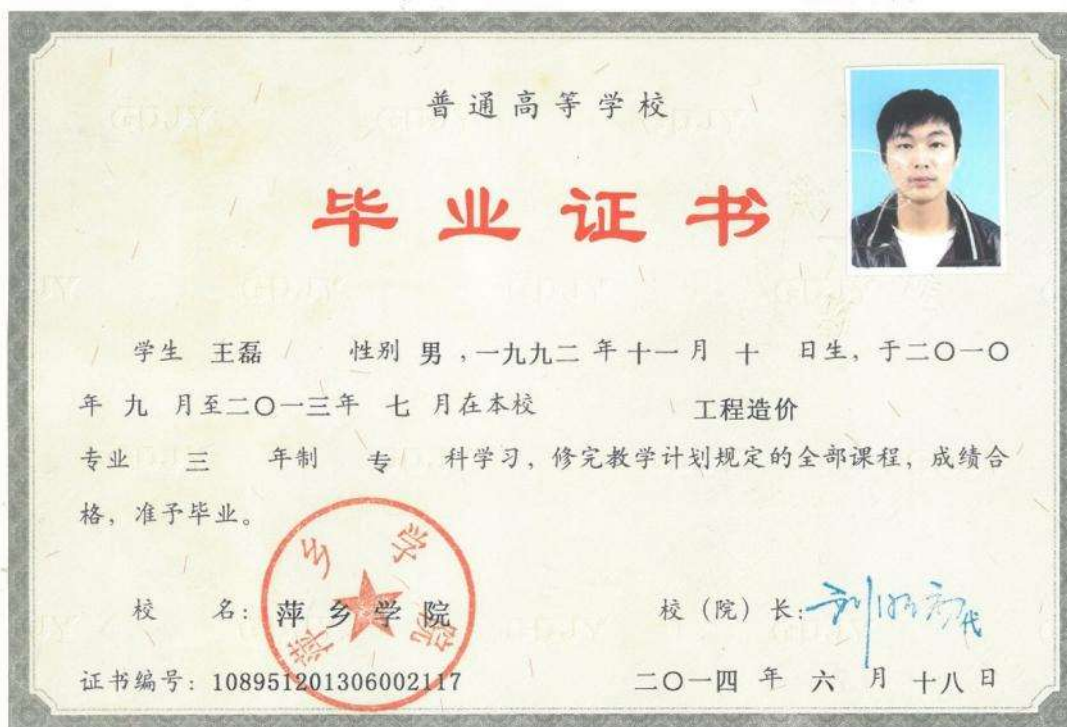 普通高等学校
毕业证书
学生 王磊 性别 男 ,一九九二 年 十一 月 十 日生, 于二〇一〇
年 九 月至二〇一三年 七 月在本校 工程造价
专业 三 年制 专 科学习, 修完教学计划规定的全部课程, 成绩合
格, 准予毕业。
萍乡学院
校 名: 萍乡学院 校(院)长:
证书编号: 108951201306002117 二〇一四 年 六 月 十八 日